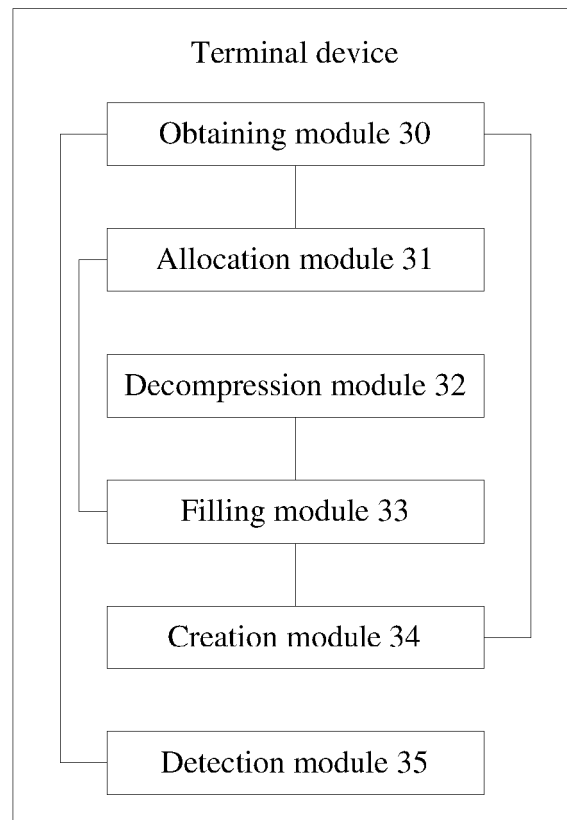 Terminal device
Obtaining module 30
Allocation module 31
Decompression module 32
Filling module 33
Creation module 34
Detection module 35